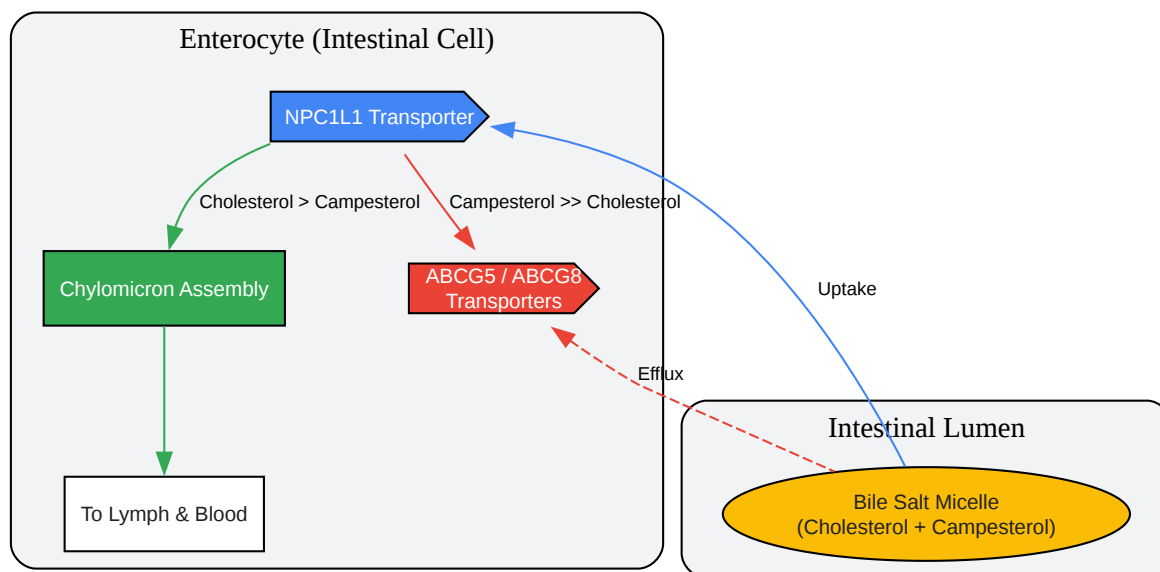 Enterocyte (Intestinal Cell)
NPC1L1 Transporter
Cholesterol > Campesterol
Campesterol >> Cholesterol
Chylomicron Assembly
ABCG5 / ABCG8
Transporters
Uptake
Efflux
Intestinal Lumen
To Lymph & Blood
Bile Salt Micelle
(Cholesterol + Campesterol)